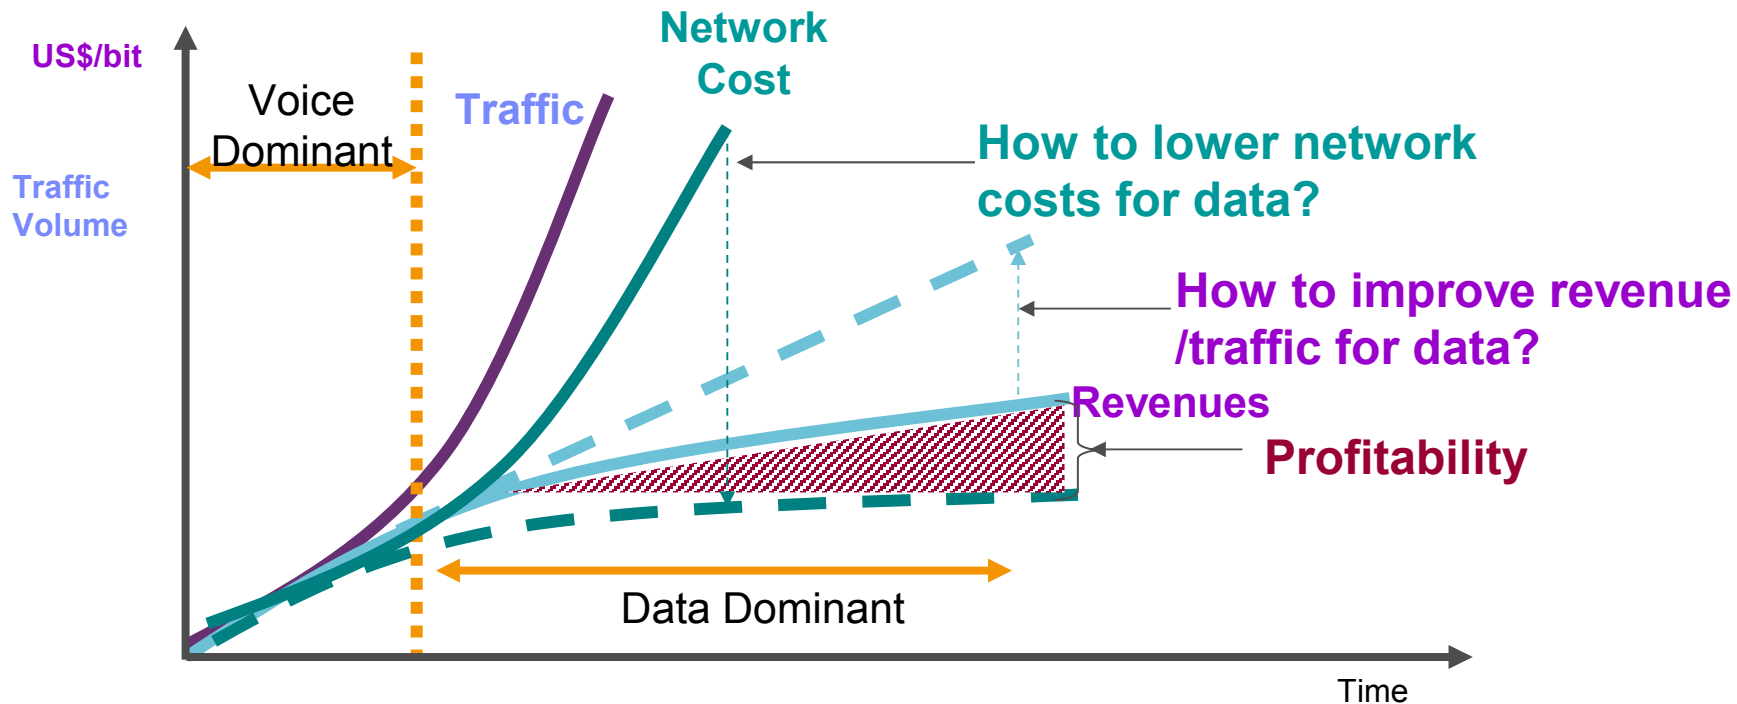 US$/bit
Traffic
Volume
Voice
Dominant
Traffic
Network
Cost
How to lower network
costs for data?
How to improve revenue
/traffic for data?
Revenues
Profitability
Data Dominant
Time